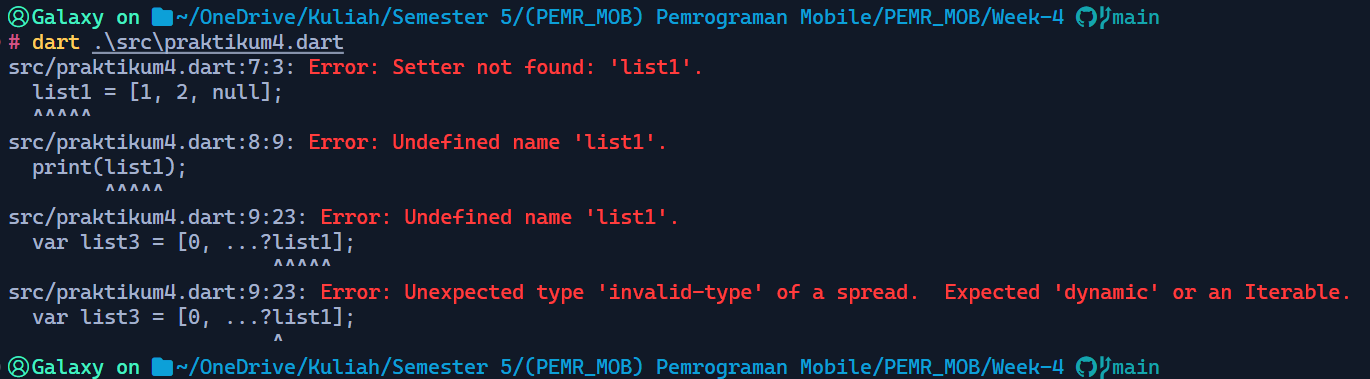 Galaxy on ~/OneDrive/Kuliah/Semester 5/(PEMR_MOB) Pemrograman Mobile/PEMR_MOB/Week-4 main
# dart .\src\praktikum4.dart
src/praktikum4.dart:7:3: Error: Setter not found: 'list1'.
  list1 = [1, 2, null];
  ^^^^^
src/praktikum4.dart:8:9: Error: Undefined name 'list1'.
  print(list1);
        ^^^^^
src/praktikum4.dart:9:23: Error: Undefined name 'list1'.
  var list3 = [0, ...?list1];
                      ^^^^^
src/praktikum4.dart:9:23: Error: Unexpected type 'invalid-type' of a spread.  Expected 'dynamic' or an Iterable.
  var list3 = [0, ...?list1];
                      ^
Galaxy on ~/OneDrive/Kuliah/Semester 5/(PEMR_MOB) Pemrograman Mobile/PEMR_MOB/Week-4 main